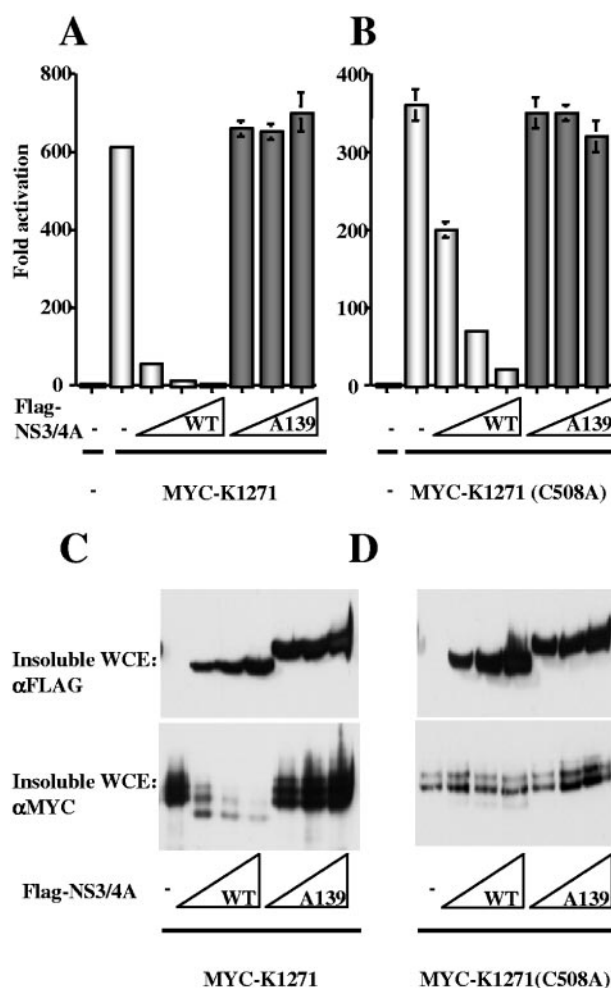 A
B
800
600
400
200
0
Fold activation
400
300
200
100
0
Flag-
NS3/4A
- - WT A139
- - WT A139
- MYC-K1271
- MYC-K1271 (C508A)
C
D
Insoluble WCE:
αFLAG
Insoluble WCE:
αMYC
Flag-NS3/4A
- WT A139
- WT A139
MYC-K1271
MYC-K1271(C508A)